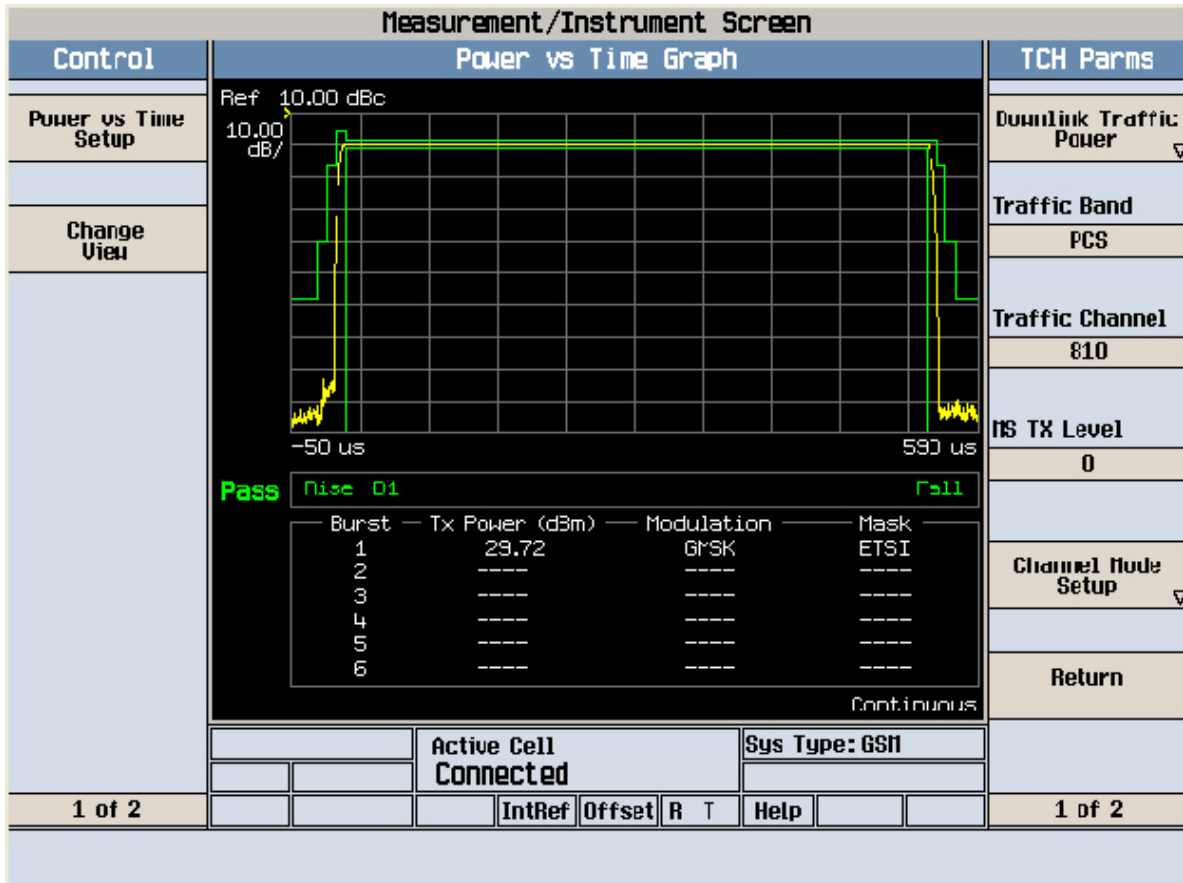 Measurement/Instrument Screen
Control
Power vs Time Graph
TCH Parms
Power vs Time
Setup
Change
View
1 of 2
Ref 10.00 dBc
10.00
dB/
-50 us
590 us
Pass
Rise 01
Fall
Burst
Tx Power (dBm)
Modulation
Mask
1 29.72 GMSK ETSI
2 ---- ---- ----
3 ---- ---- ----
4 ---- ---- ----
5 ---- ---- ----
6 ---- ---- ----
Continuous
Active Cell
Connected
Sys Type: GSM
IntRef
Offset
R T
Help
Downlink Traffic
Power
Traffic Band
PCS
Traffic Channel
810
MS TX Level
0
Channel Mode
Setup
Return
1 of 2